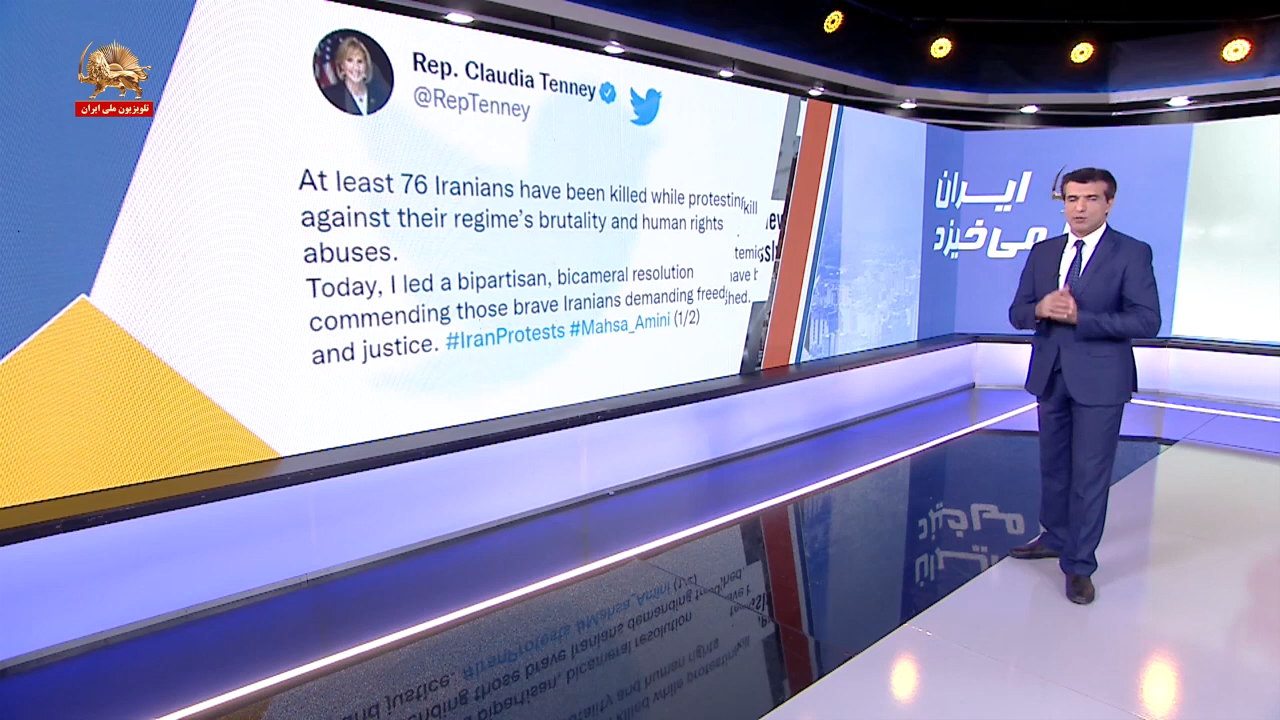 تلویزیون ملی ایران
Rep. Claudia Tenney
@RepTenney
At least 76 Iranians have been killed while protesting
against their regime's brutality and human rights
abuses.
Today, I led a bipartisan, bicameral resolution
commending those brave Iranians demanding freed
and justice. #IranProtests #Mahsa_Amini (1/2)
kill
hed.
ایران
می‌خیزد